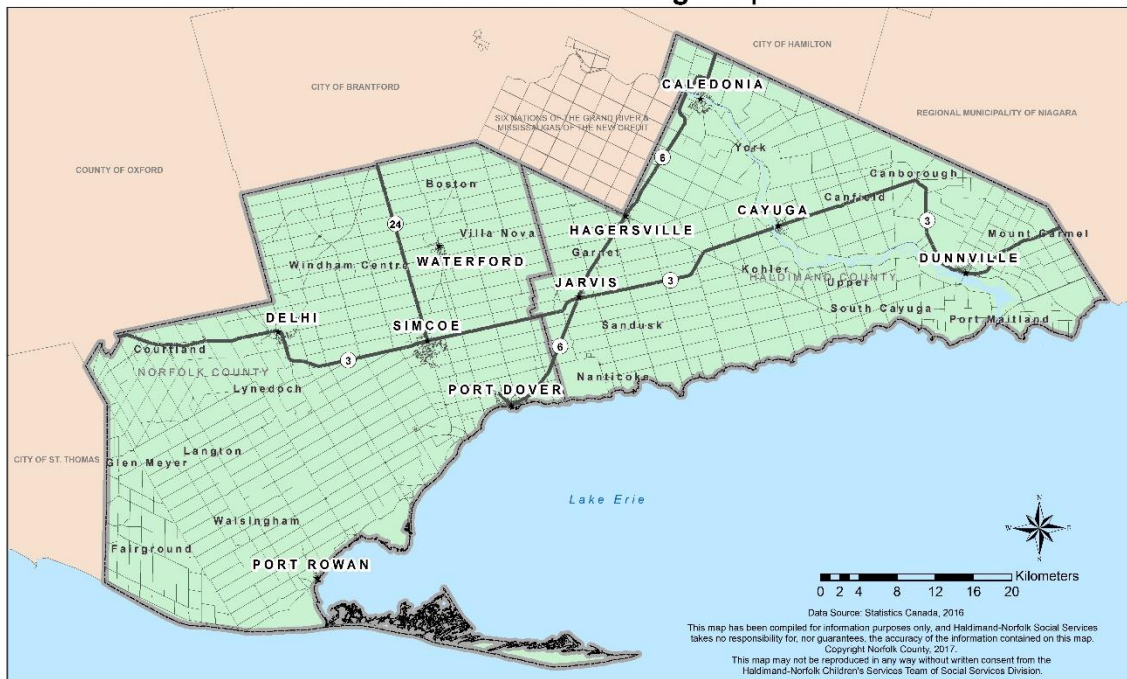 CITY OF HAMILTON
CITY OF BRANTFORD
CALEDONIA
REGIONAL MUNICIPALITY OF NIAGARA
SIX NATIONS OF THE GRAND RIVER &
MISSISSAUGAS OF THE NEW CREDIT
COUNTY OF OXFORD
York
6
Canborough
Boston
Canfield
CAYUGA
24
3
HAGERSVILLE
Villa Nova
Mount Carmel
Garnet
WATERFORD
DUNNVILLE
Windham Centre
Kohler
HALDIMAND COUNTY
JARVIS
3
Upper
South Cayuga
DELHI
SIMCOE
Sandusk
Port Maitland
Courtland
6
3
NORFOLK COUNTY
Nanticoke
Lynedoch
PORT DOVER
Langton
CITY OF ST. THOMAS
Glen Meyer
Lake Erie
Walsingham
N
W
E
S
Fairground
PORT ROWAN
Kilometers
0 2 4 8 12 16 20
Data Source: Statistics Canada, 2016
This map has been compiled for information purposes only, and Haldimand-Norfolk Social Services
takes no responsibility for, nor guarantees, the accuracy of the information contained on this map.
Copyright Norfolk County, 2017.
This map may not be reproduced in any way without written consent from the
Haldimand-Norfolk Children's Services Team of Social Services Division.